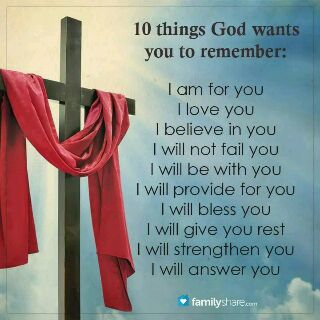 10 things God wants
you to remember:
I am for you
I love you
I believe in you
I will not fail you
I will be with you
I will provide for you
I will bless you
I will give you rest
I will strengthen you
I will answer you
familyshare.com